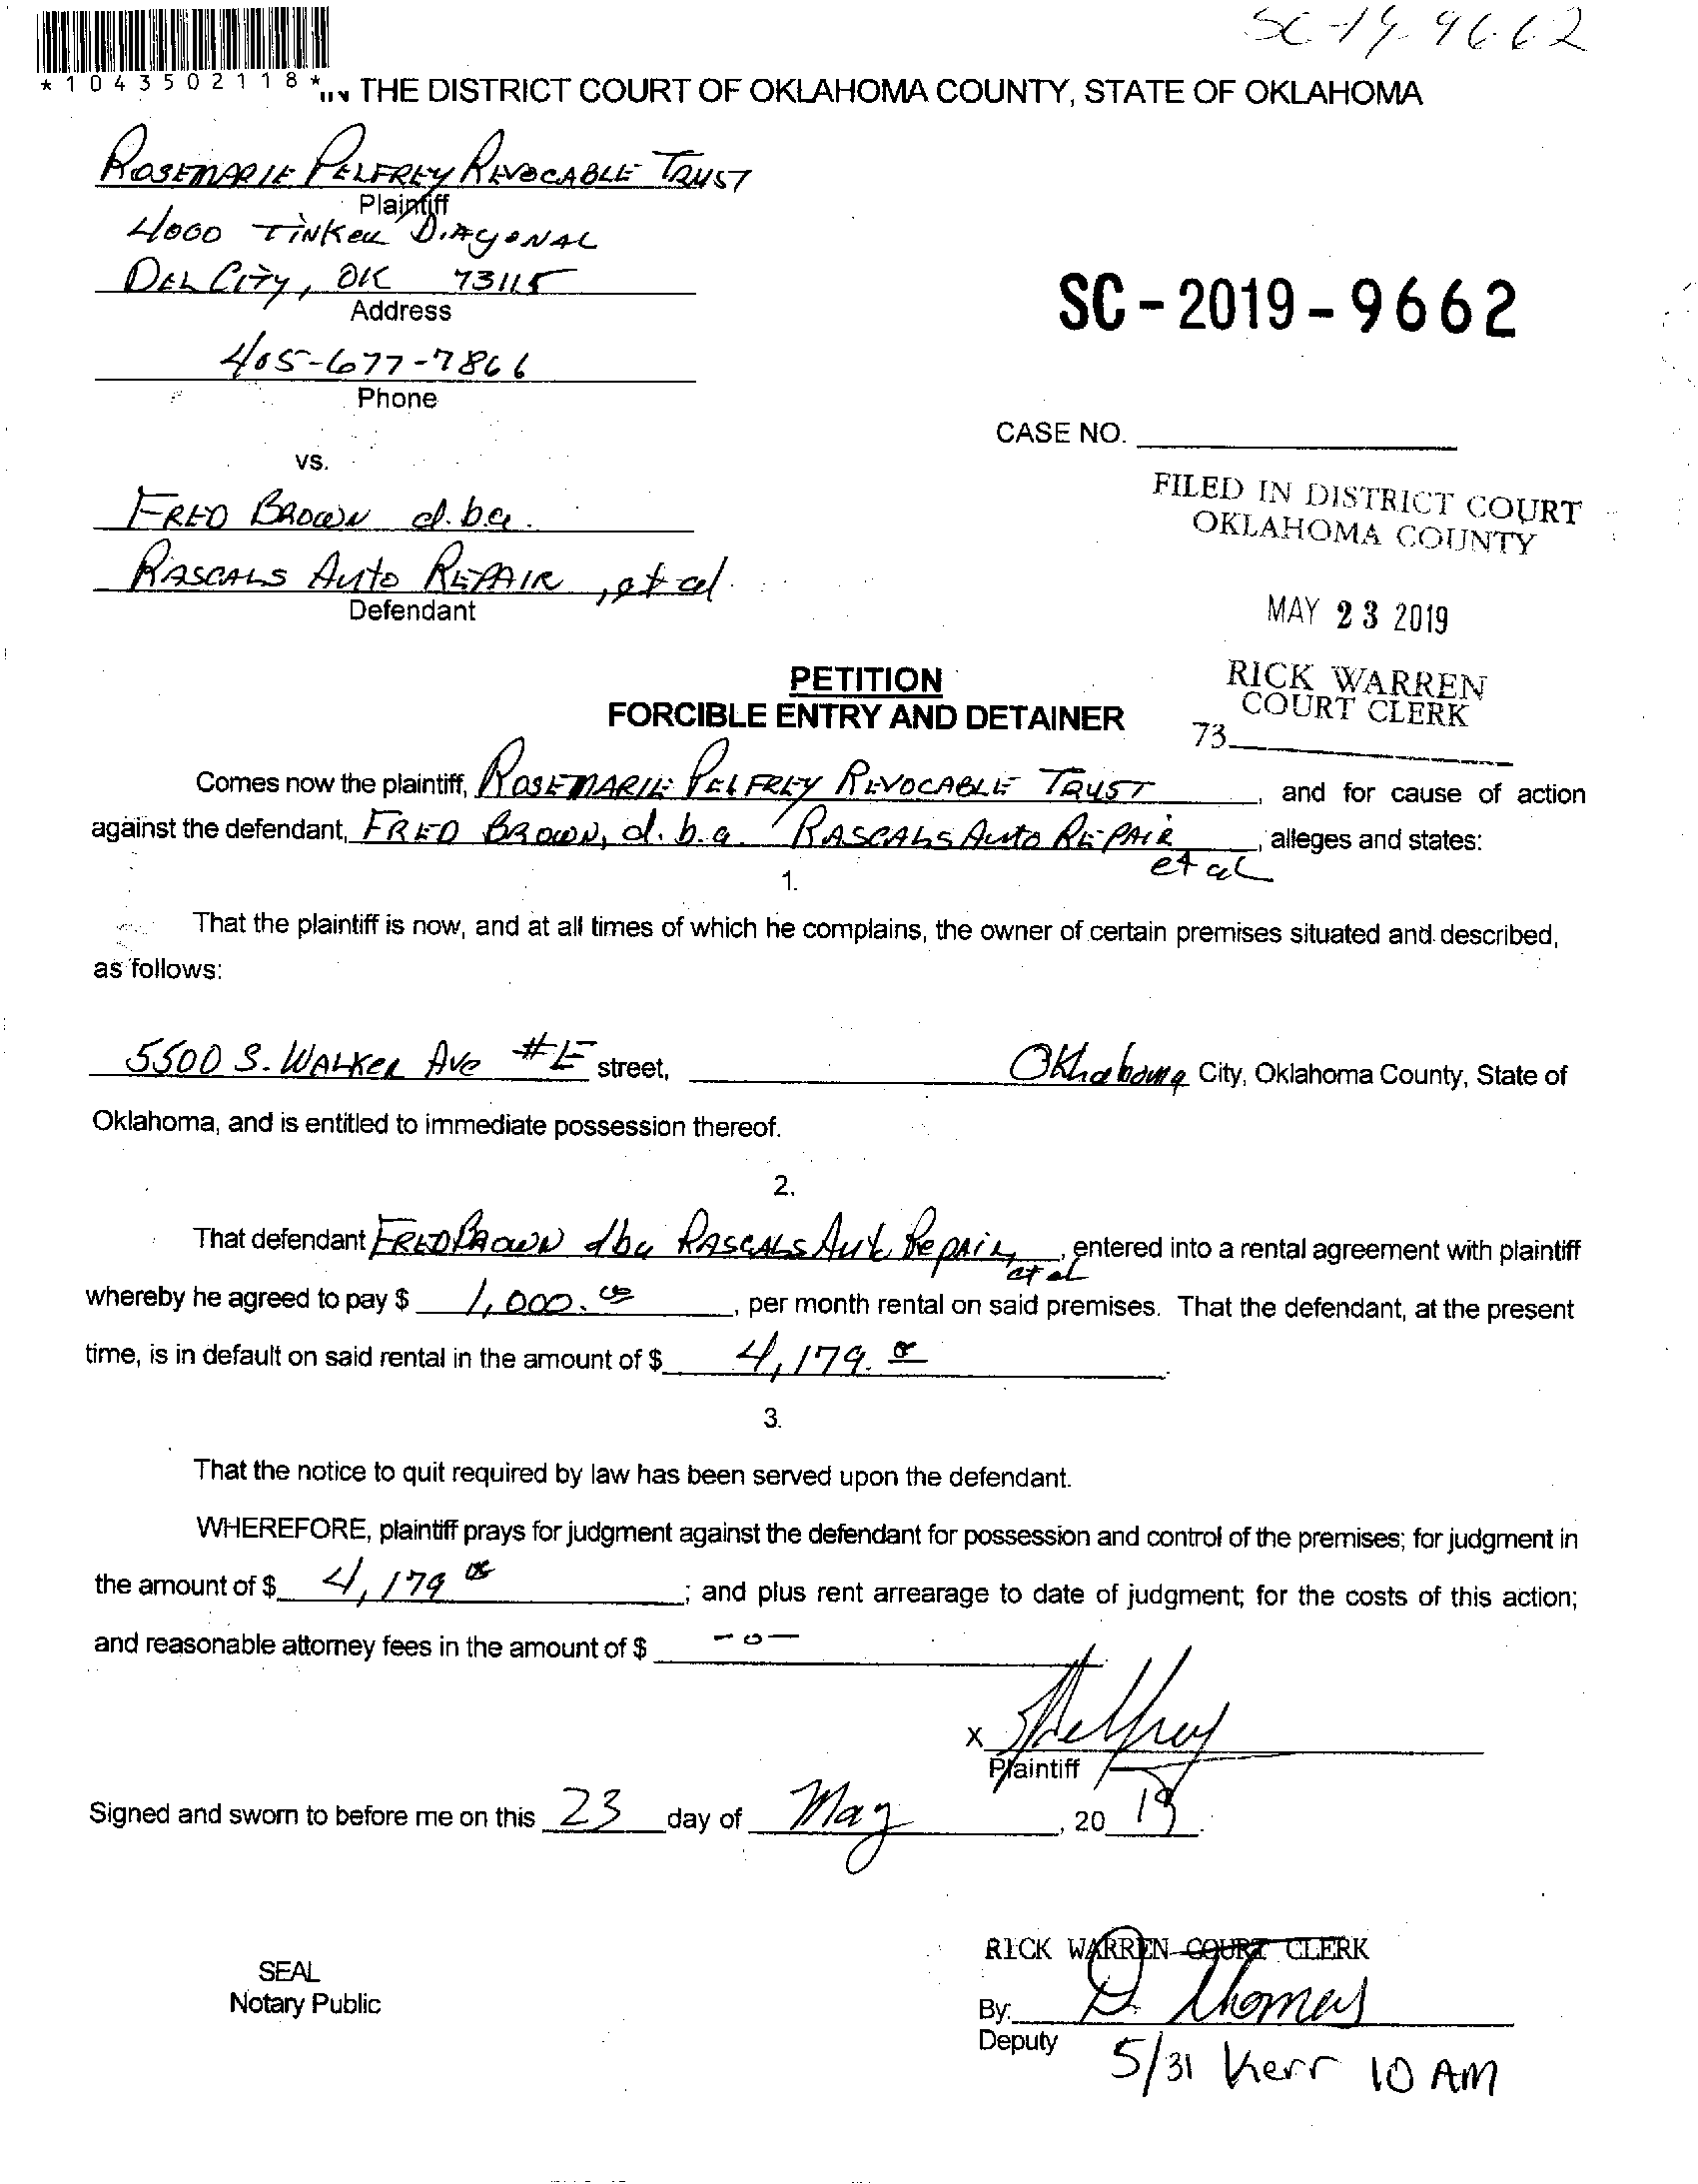 SC-19-9662
*1043502118*
IN THE DISTRICT COURT OF OKLAHOMA COUNTY, STATE OF OKLAHOMA
ROSEMARIE PELFREY REVOCABLE TRUST
Plaintiff
4000 TINKER DIAGONAL
DEL CITY, OK 73115
Address
SC-2019-9662
405-677-7866
Phone
CASE NO.
vs.
FRED BROWN d.b.a.
FILED IN DISTRICT COURT
OKLAHOMA COUNTY
RASCALS AUTO REPAIR, et al
Defendant
MAY 23 2019
PETITION
FORCIBLE ENTRY AND DETAINER
RICK WARREN
COURT CLERK
73
Comes now the plaintiff, ROSEMARIE PELFREY REVOCABLE TRUST, and for cause of action
against the defendant, FRED BROWN, d.b.a. RASCALS AUTO REPAIR et al, alleges and states:
1.
That the plaintiff is now, and at all times of which he complains, the owner of certain premises situated and described,
as follows:
5500 S. WALKER AVE #E street, Oklahoma City, Oklahoma County, State of
Oklahoma, and is entitled to immediate possession thereof.
2.
That defendant FRED BROWN dba RASCALS Auto Repair, et al, entered into a rental agreement with plaintiff
whereby he agreed to pay $ 1,000.00, per month rental on said premises. That the defendant, at the present
time, is in default on said rental in the amount of $ 4,179.00.
3.
That the notice to quit required by law has been served upon the defendant.
WHEREFORE, plaintiff prays for judgment against the defendant for possession and control of the premises; for judgment in
the amount of $ 4,179 00; and plus rent arrearage to date of judgment; for the costs of this action;
and reasonable attorney fees in the amount of $ -0-
X Pelfrey
Plaintiff
Signed and sworn to before me on this 23 day of May, 20 19.
RICK WARREN COURT CLERK
SEAL
Notary Public
By: D. Thomas
Deputy
5/31 Kerr 10 AM